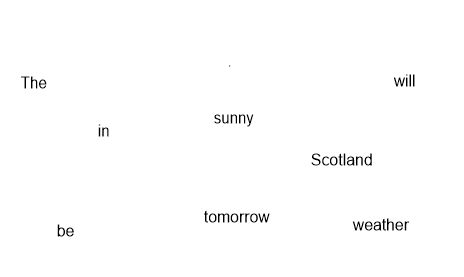 .
The will
sunny
in
Scotland
tomorrow
weather
be